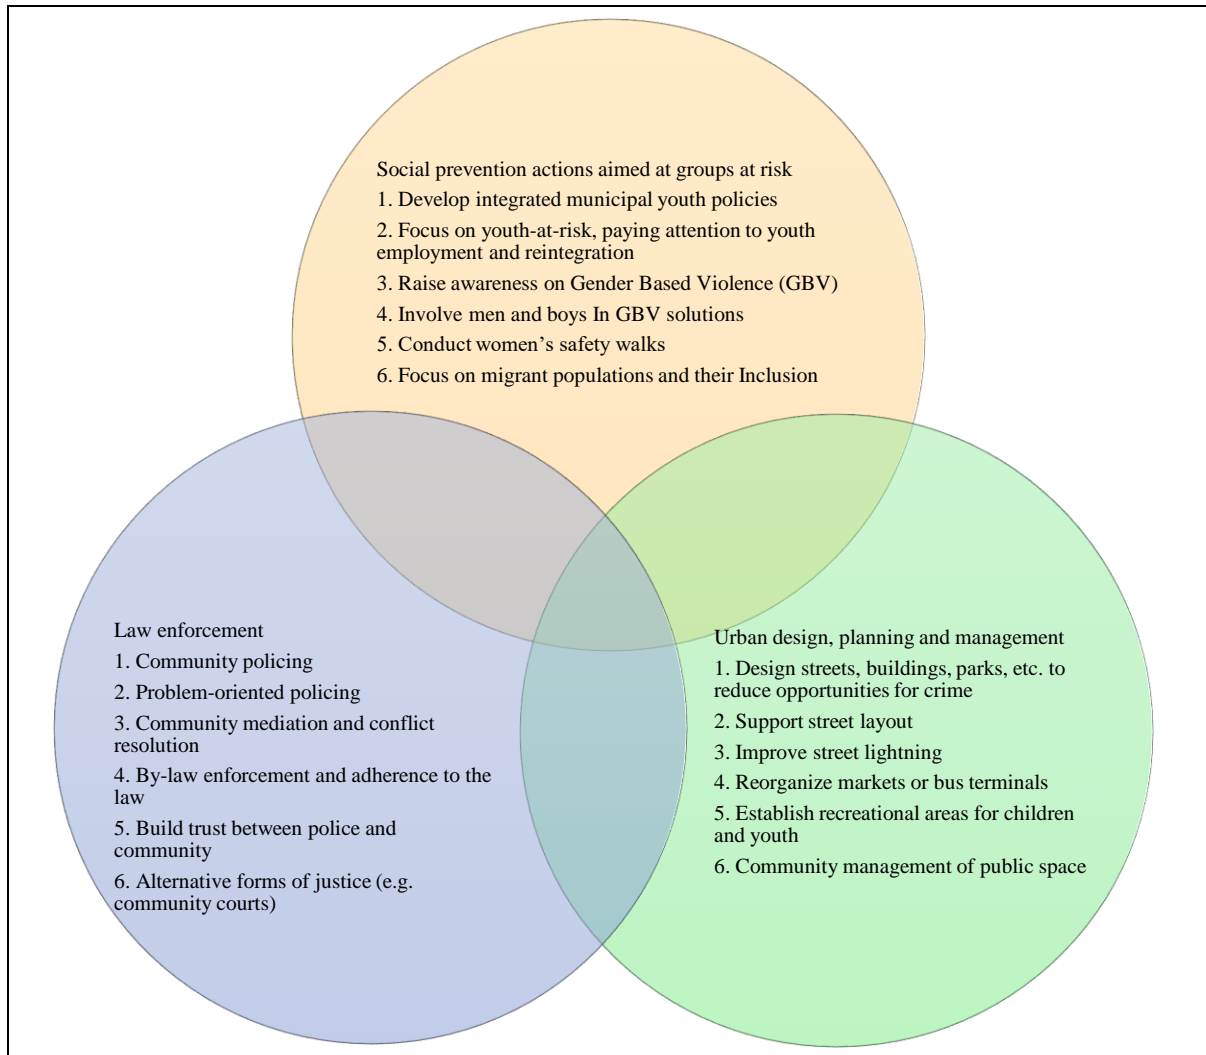 Social prevention actions aimed at groups at risk
1. Develop integrated municipal youth policies
2. Focus on youth-at-risk, paying attention to youth
employment and reintegration
3. Raise awareness on Gender Based Violence (GBV)
4. Involve men and boys In GBV solutions
5. Conduct women’s safety walks
6. Focus on migrant populations and their Inclusion
Law enforcement
1. Community policing
2. Problem-oriented policing
3. Community mediation and conflict
resolution
4. By-law enforcement and adherence to the
law
5. Build trust between police and
community
6. Alternative forms of justice (e.g.
community courts)
Urban design, planning and management
1. Design streets, buildings, parks, etc. to
reduce opportunities for crime
2. Support street layout
3. Improve street lightning
4. Reorganize markets or bus terminals
5. Establish recreational areas for children
and youth
6. Community management of public space